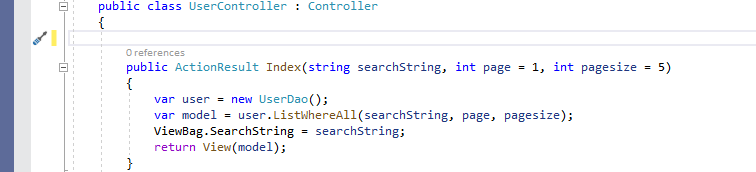 public class UserController : Controller
{
0 references
public ActionResult Index(string searchString, int page = 1, int pagesize = 5)
{
var user = new UserDao();
var model = user.ListWhereAll(searchString, page, pagesize);
ViewBag.SearchString = searchString;
return View(model);
}